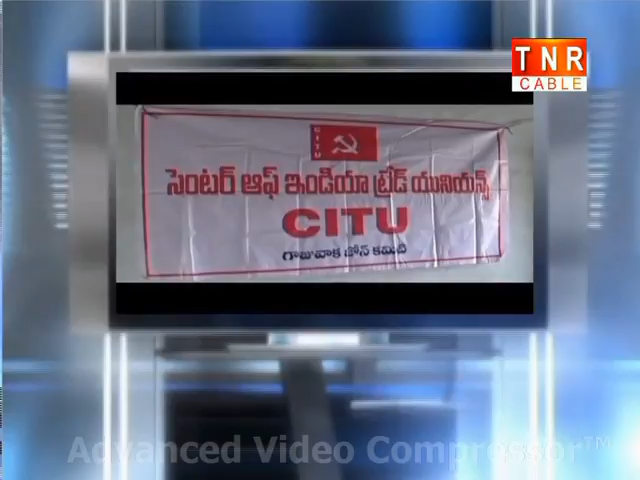 TNR
CABLE
CITU
సెంటర్ ఆఫ్ ఇండియా ట్రేడ్ యునియన్స్
CITU
గాజువాక జోన్ కమిటి
Advanced Video Compressor™